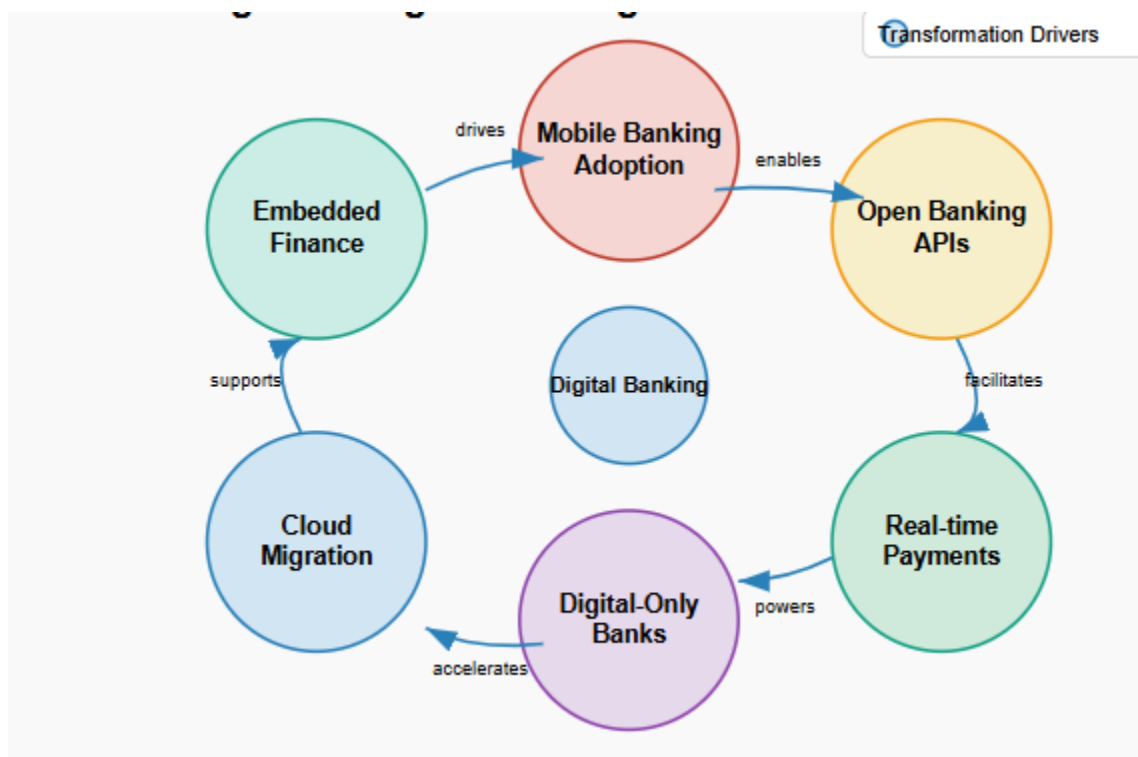 Transformation Drivers
drives
Mobile Banking
Adoption
enables
Embedded
Finance
Open Banking
APIs
supports
Digital Banking
facilitates
Cloud
Migration
Real-time
Payments
Digital-Only
Banks
powers
accelerates